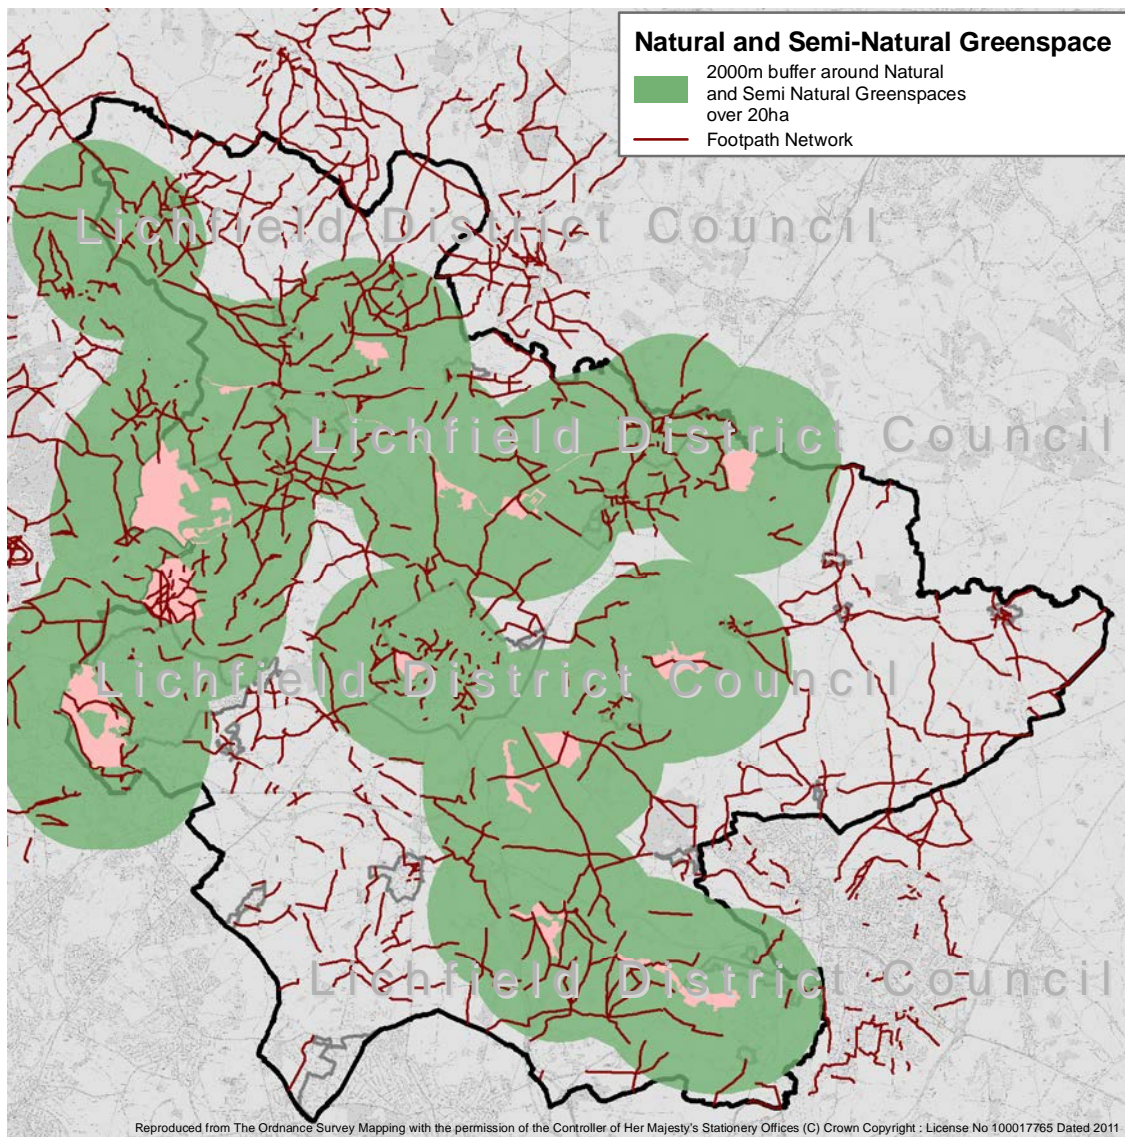 Natural and Semi-Natural Greenspace
2000m buffer around Natural
and Semi Natural Greenspaces
over 20ha
Footpath Network
Lichfield District Council
Lichfield District Council
Lichfield District Council
Lichfield District Council
Reproduced from The Ordnance Survey Mapping with the permission of the Controller of Her Majesty's Stationery Offices (C) Crown Copyright : License No 100017765 Dated 2011